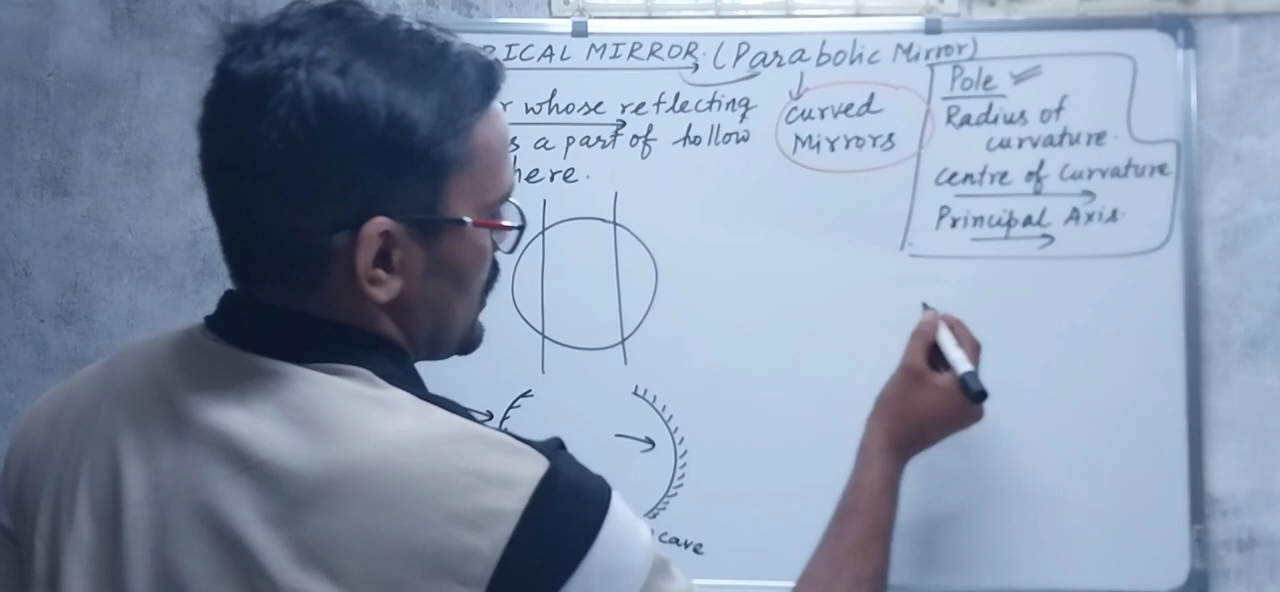 RICAL MIRROR. (Parabolic Mirror)
r whose reflecting
s a part of hollow
here.
curved
Mirrors
Pole
Radius of
curvature.
Centre of Curvature
Principal Axis.
cave